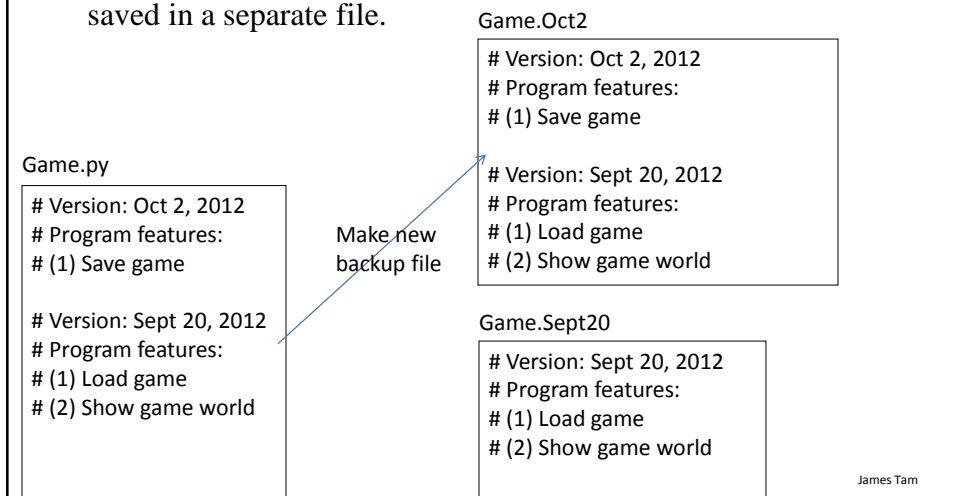 saved in a separate file.
Game.py
# Version: Oct 2, 2012
# Program features:
# (1) Save game
# Version: Sept 20, 2012
# Program features:
# (1) Load game
# (2) Show game world
Make new
backup file
Game.Oct2
# Version: Oct 2, 2012
# Program features:
# (1) Save game
# Version: Sept 20, 2012
# Program features:
# (1) Load game
# (2) Show game world
Game.Sept20
# Version: Sept 20, 2012
# Program features:
# (1) Load game
# (2) Show game world
James Tam